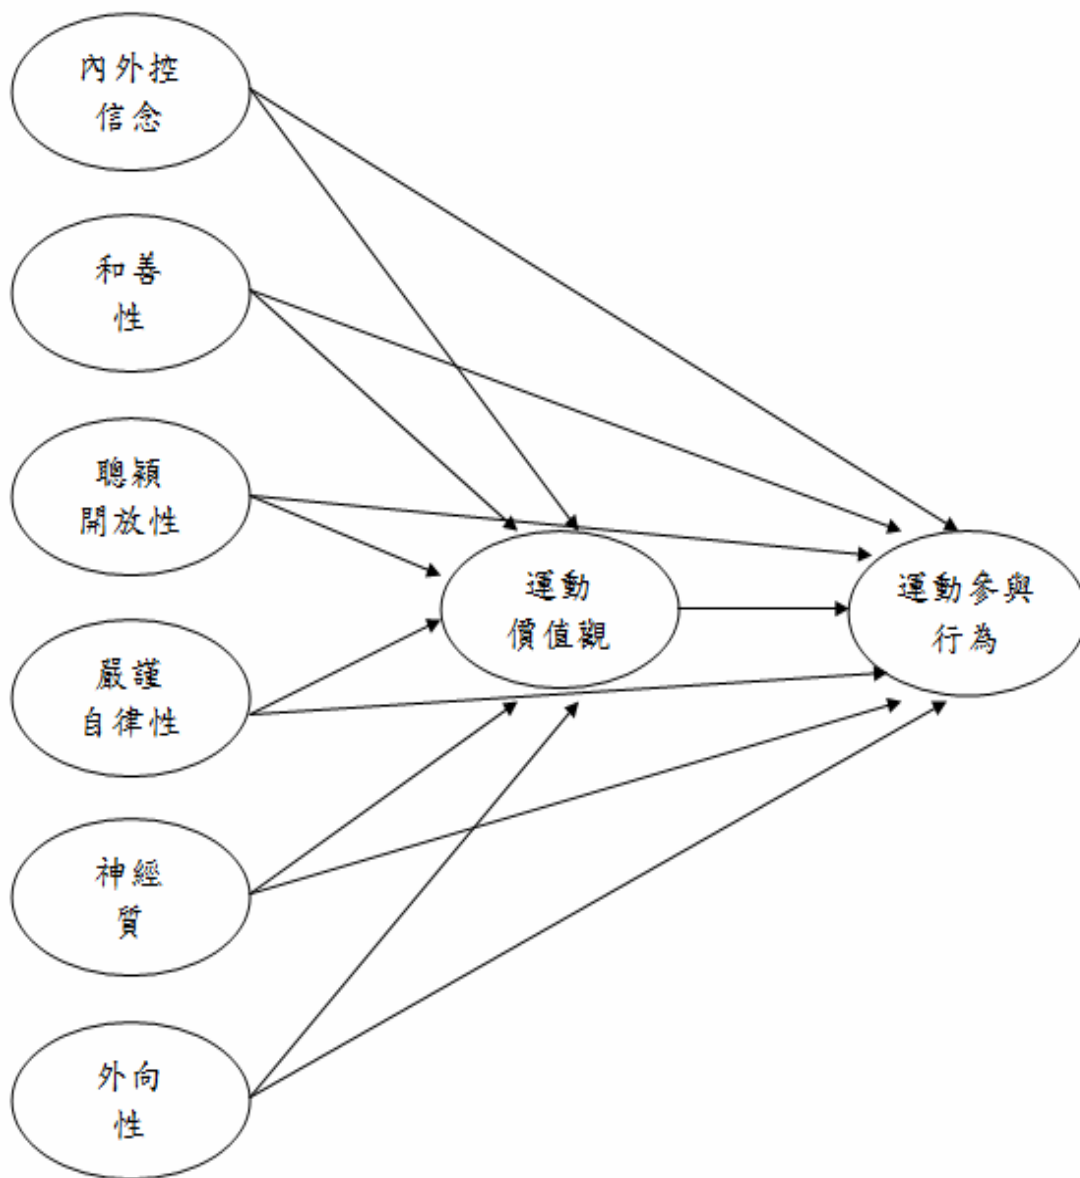 內外控
信念
和善
性
聰穎
開放性
運動
價值觀
運動參與
行為
嚴謹
自律性
神經
質
外向
性